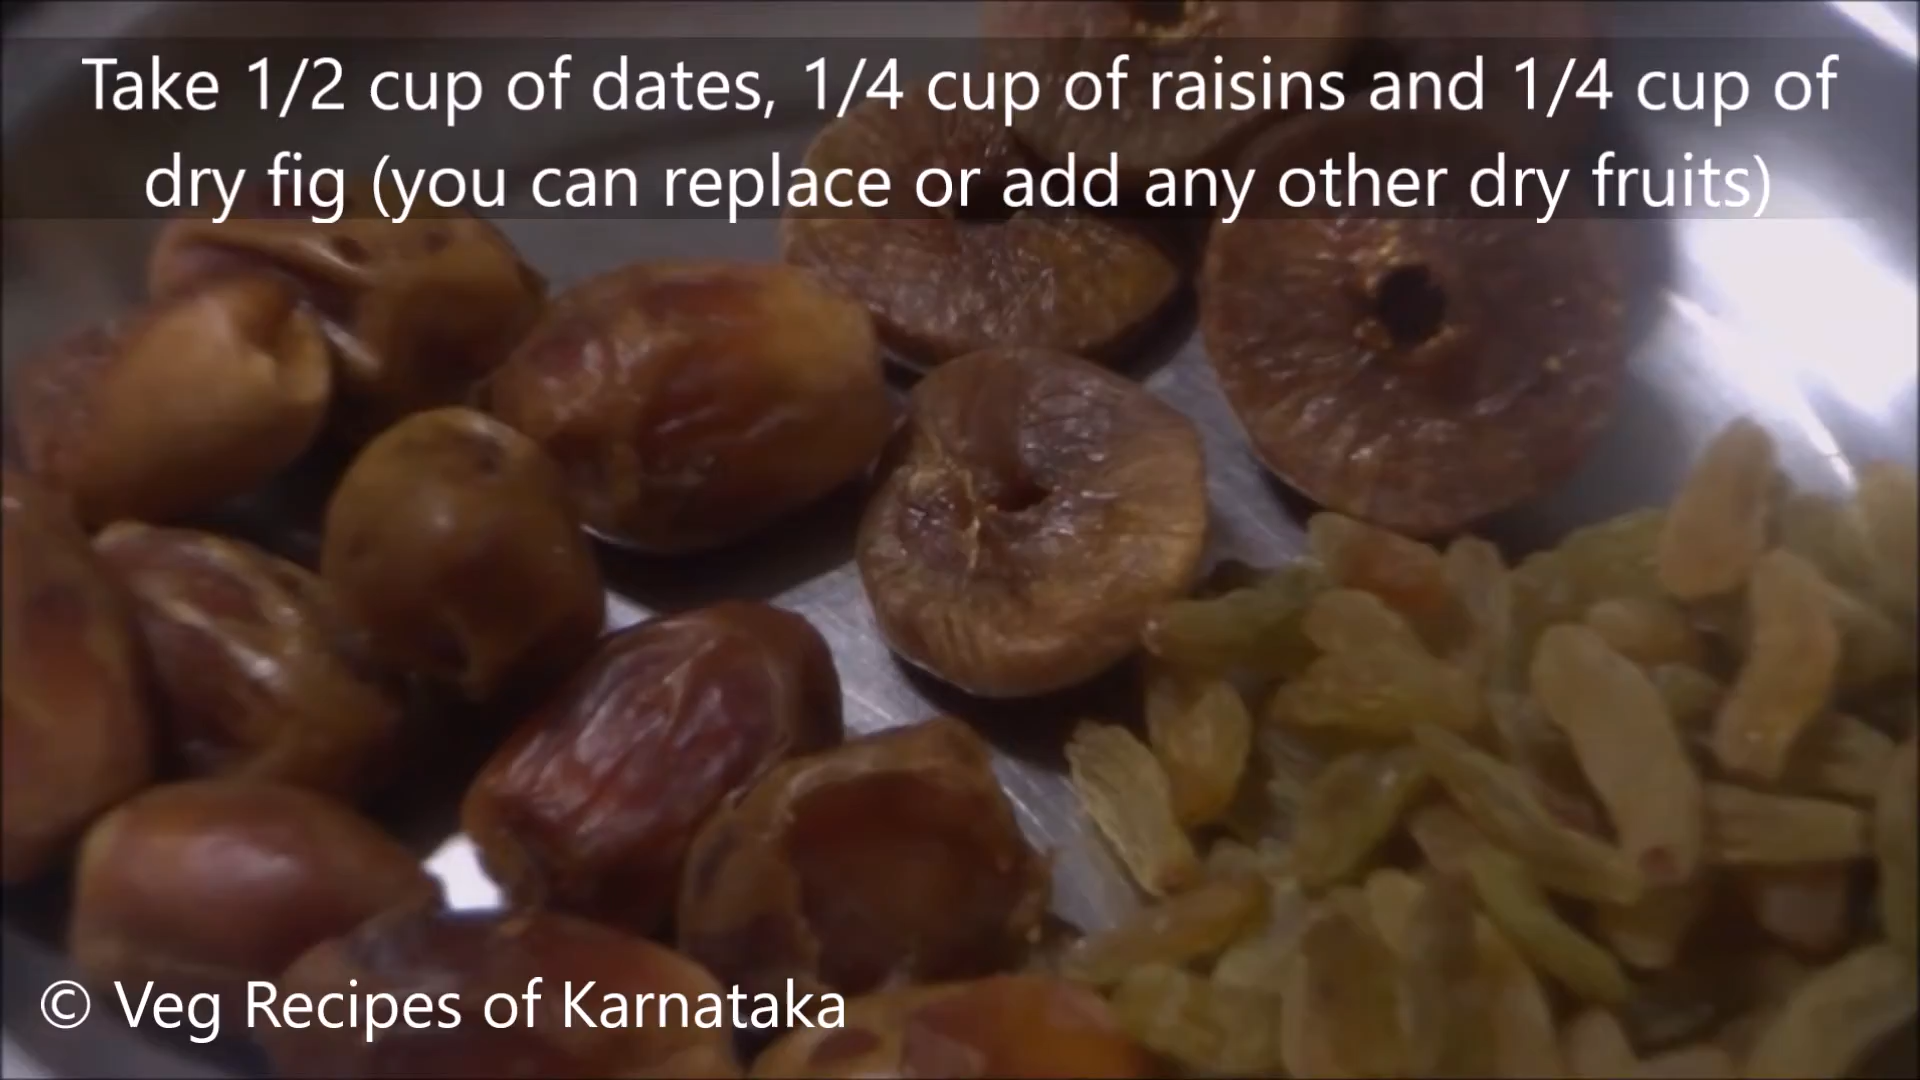 Take 1/2 cup of dates, 1/4 cup of raisins and 1/4 cup of
dry fig (you can replace or add any other dry fruits)
© Veg Recipes of Karnataka